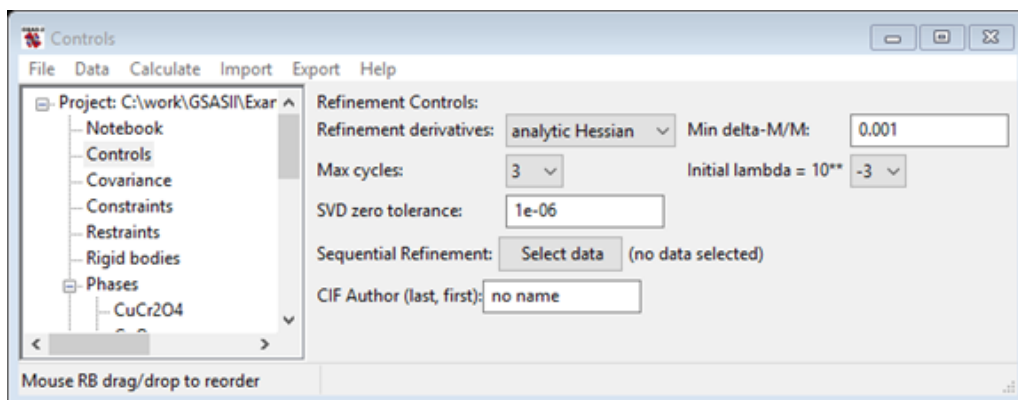 Controls
File Data Calculate Import Export Help
Project: C:\work\GSASII\Exar
Notebook
Controls
Covariance
Constraints
Restraints
Rigid bodies
Phases
CuCr2O4
Refinement Controls:
Refinement derivatives: analytic Hessian Min delta-M/M: 0.001
Max cycles: 3 Initial lambda = 10** -3
SVD zero tolerance: 1e-06
Sequential Refinement: Select data (no data selected)
CIF Author (last, first): no name
Mouse RB drag/drop to reorder